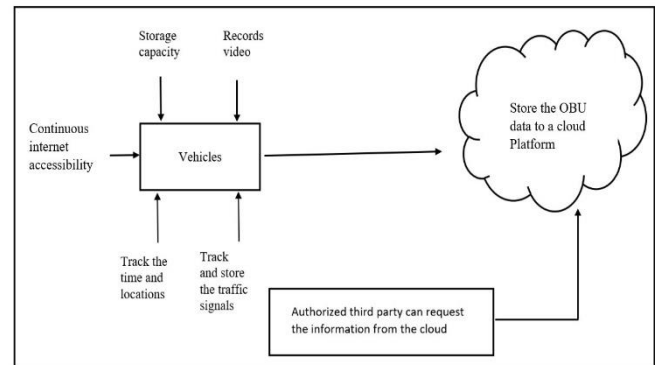 Storage
capacity
Records
video
Continuous
internet
accessibility
Vehicles
Store the OBU
data to a cloud
Platform
Track the
time and
locations
Track
and store
the traffic
signals
Authorized third party can request
the information from the cloud